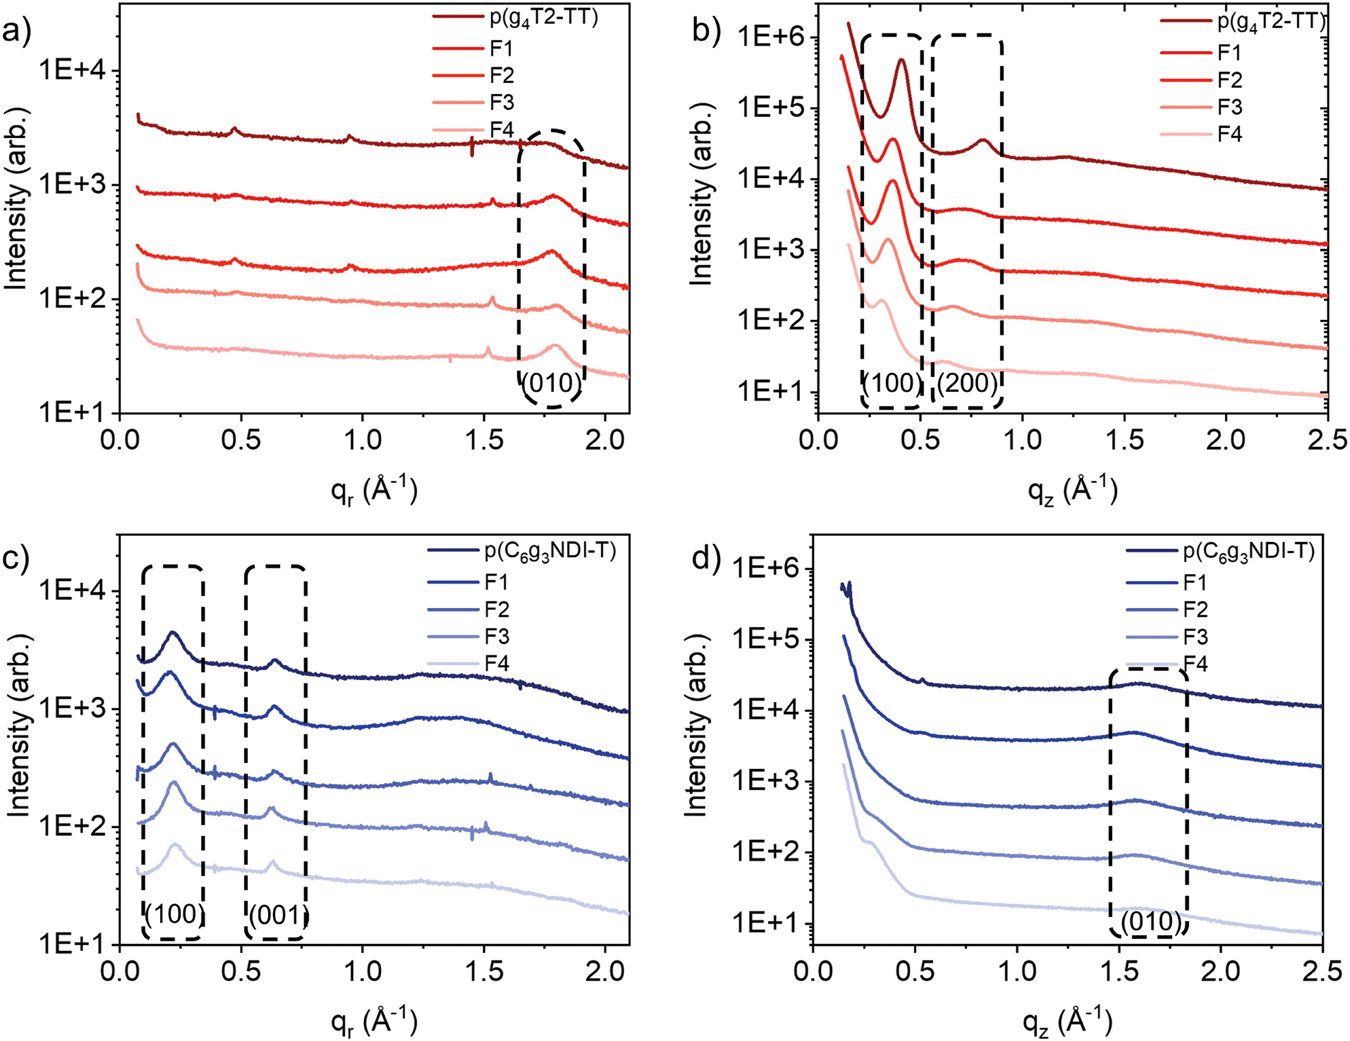 a)
p(g₄T2-TT)
F1
F2
F3
F4
1E+4
1E+3
1E+2
1E+1
Intensity (arb.)
(010)
0.0 0.5 1.0 1.5 2.0
qᵣ (Å⁻¹)
b)
p(g₄T2-TT)
F1
F2
F3
F4
1E+6
1E+5
1E+4
1E+3
1E+2
1E+1
Intensity (arb.)
(100) (200)
0.0 0.5 1.0 1.5 2.0 2.5
q_z (Å⁻¹)
c)
p(C₆g₃NDI-T)
F1
F2
F3
F4
1E+4
1E+3
1E+2
1E+1
Intensity (arb.)
(100) (001)
0.0 0.5 1.0 1.5 2.0
qᵣ (Å⁻¹)
d)
p(C₆g₃NDI-T)
F1
F2
F3
F4
1E+6
1E+5
1E+4
1E+3
1E+2
1E+1
Intensity (arb.)
(010)
0.0 0.5 1.0 1.5 2.0 2.5
q_z (Å⁻¹)